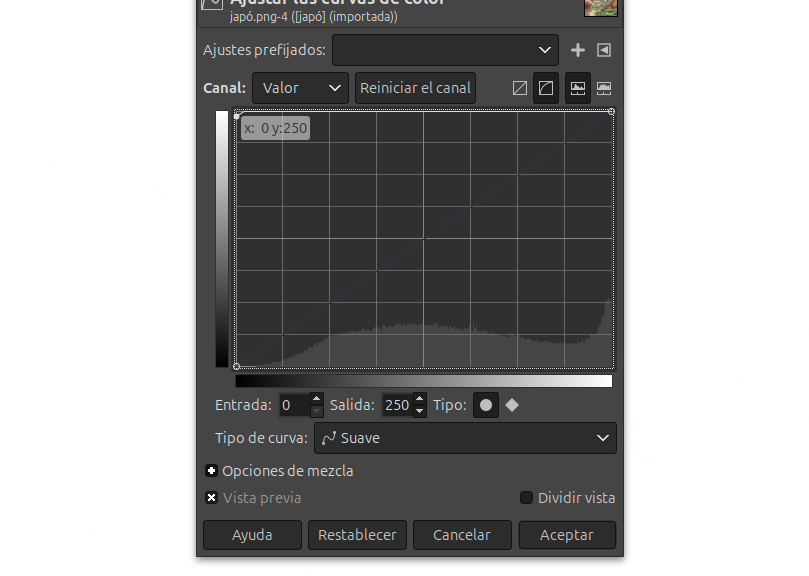 Ajustar las curvas de color
japó.png-4 ([japó] (importada))
Ajustes prefijados:
Canal: Valor Reiniciar el canal
x: 0 y:250
Entrada: 0 Salida: 250 Tipo:
Tipo de curva: Suave
Opciones de mezcla
Vista previa Dividir vista
Ayuda Restablecer Cancelar Aceptar